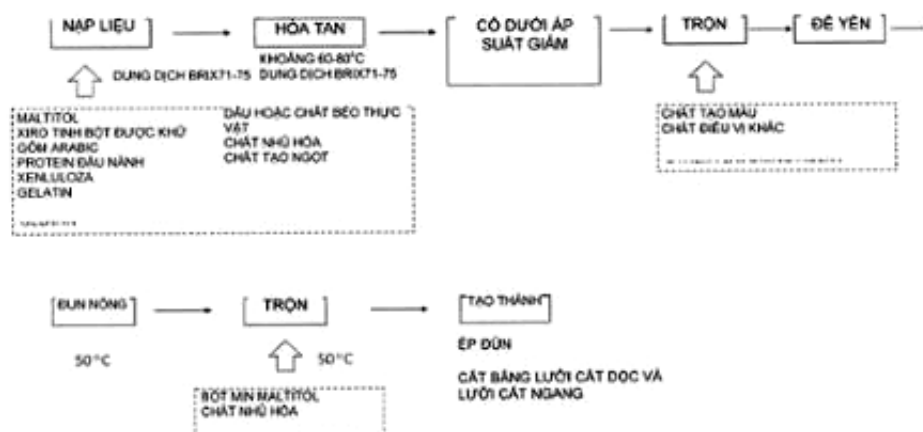 NẠP LIỆU
HÒA TAN
CÔ DƯỚI ÁP
SUẤT GIẢM
TRỘN
ĐỂ YÊN
DUNG DỊCH BRIX71-75
KHOẢNG 60-80°C
DUNG DỊCH BRIX71-75
MALTITOL
XIRO TINH BỘT ĐƯỢC KHỬ
GÔM ARABIC
PROTEIN ĐẬU NÀNH
XENLULOZA
GELATIN
DẦU HOẶC CHẤT BÉO THỰC
VẬT
CHẤT NHŨ HÓA
CHẤT TẠO NGỌT
CHẤT TẠO MÀU
CHẤT ĐIỀU VỊ KHÁC
ĐUN NÓNG
TRỘN
TẠO THÀNH
50°C
50°C
ÉP ĐÙN
CẮT BẰNG LƯỠI CẮT DỌC VÀ
LƯỠI CẮT NGANG
BỘT MỊN MALTITOL
CHẤT NHŨ HÓA